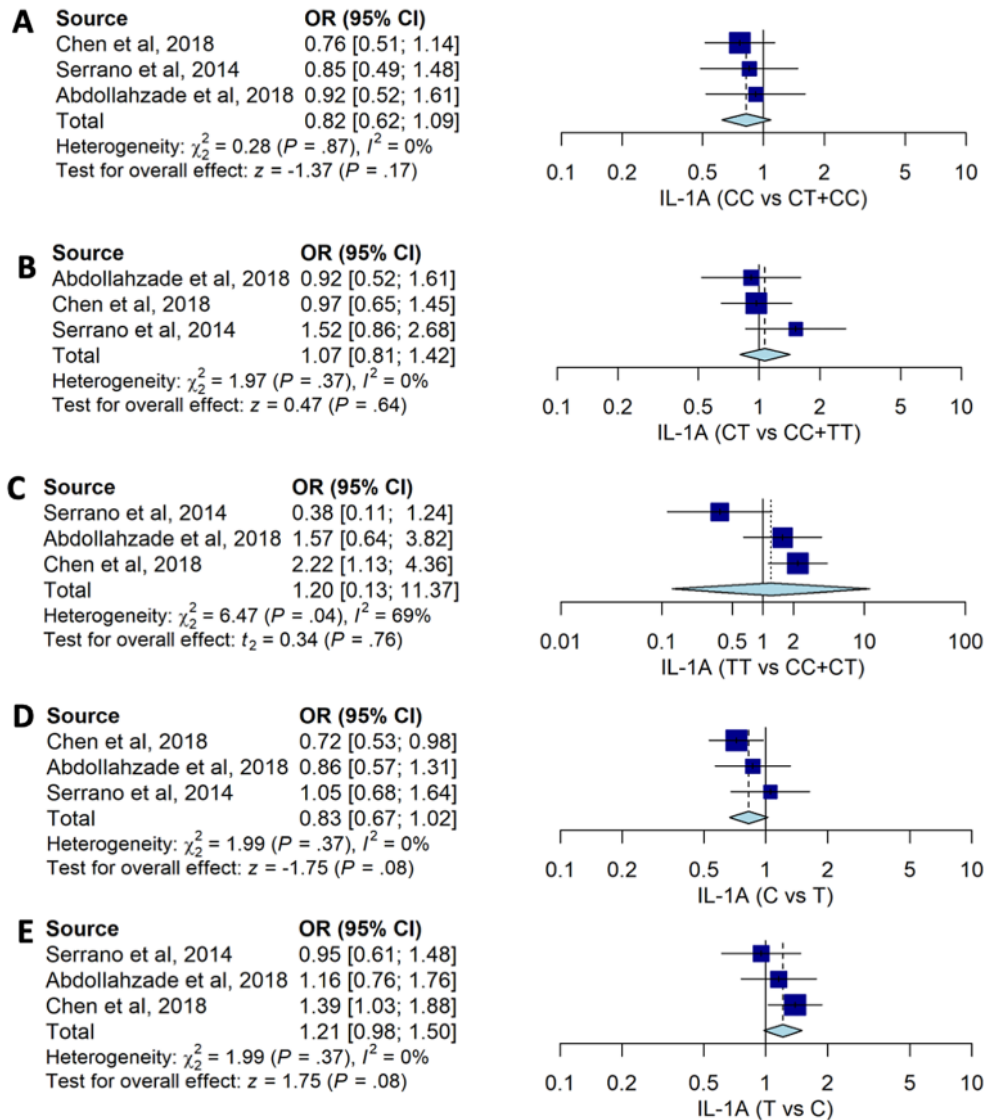 A
Source OR (95% CI)
Chen et al, 2018 0.76 [0.51; 1.14]
Serrano et al, 2014 0.85 [0.49; 1.48]
Abdollahzade et al, 2018 0.92 [0.52; 1.61]
Total 0.82 [0.62; 1.09]
Heterogeneity: χ²₂ = 0.28 (P = .87), I² = 0%
Test for overall effect: z = -1.37 (P = .17)
0.1 0.5 1 2 5 10
IL-1A (CC vs CT+CC)
B
Source OR (95% CI)
Abdollahzade et al, 2018 0.92 [0.52; 1.61]
Chen et al, 2018 0.97 [0.65; 1.45]
Serrano et al, 2014 1.52 [0.86; 2.68]
Total 1.07 [0.81; 1.42]
Heterogeneity: χ²₂ = 1.97 (P = .37), I² = 0%
Test for overall effect: z = 0.47 (P = .64)
0.1 0.5 1 2 5 10
IL-1A (CT vs CC+TT)
C
Source OR (95% CI)
Serrano et al, 2014 0.38 [0.11; 1.24]
Abdollahzade et al, 2018 1.57 [0.64; 3.82]
Chen et al, 2018 2.22 [1.13; 4.36]
Total 1.20 [0.13; 11.37]
Heterogeneity: χ²₂ = 6.47 (P = .04), I² = 69%
Test for overall effect: t₂ = 0.34 (P = .76)
0.01 0.1 0.5 1 2 10 100
IL-1A (TT vs CC+CT)
D
Source OR (95% CI)
Chen et al, 2018 0.72 [0.53; 0.98]
Abdollahzade et al, 2018 0.86 [0.57; 1.31]
Serrano et al, 2014 1.05 [0.68; 1.64]
Total 0.83 [0.67; 1.02]
Heterogeneity: χ²₂ = 1.99 (P = .37), I² = 0%
Test for overall effect: z = -1.75 (P = .08)
0.1 0.5 1 2 5 10
IL-1A (C vs T)
E
Source OR (95% CI)
Serrano et al, 2014 0.95 [0.61; 1.48]
Abdollahzade et al, 2018 1.16 [0.76; 1.76]
Chen et al, 2018 1.39 [1.03; 1.88]
Total 1.21 [0.98; 1.50]
Heterogeneity: χ²₂ = 1.99 (P = .37), I² = 0%
Test for overall effect: z = 1.75 (P = .08)
0.1 0.5 1 2 5 10
IL-1A (T vs C)